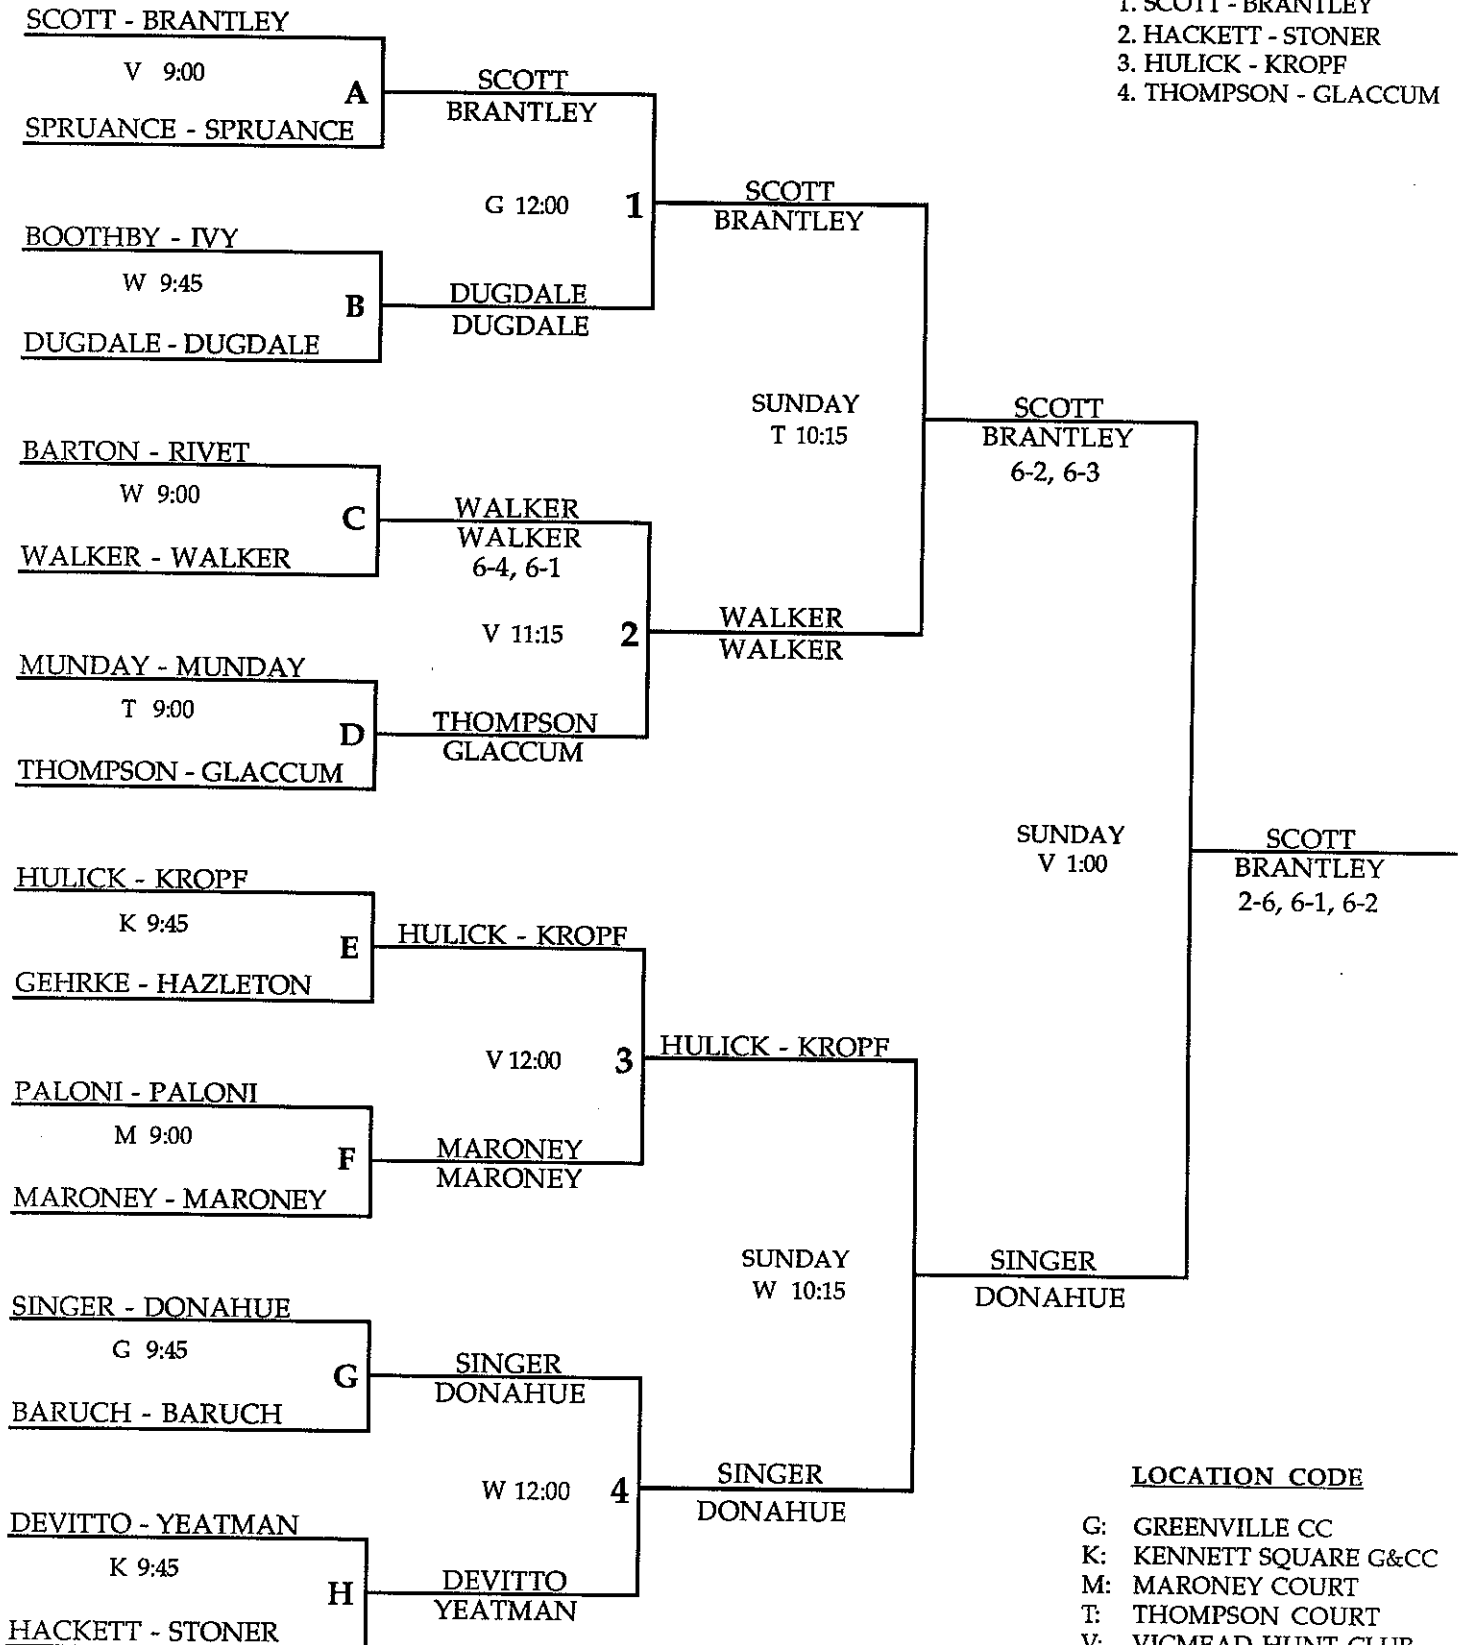 SCOTT - BRANTLEY
V 9:00
A
SPRUANCE - SPRUANCE
BOOTHBY - IVY
W 9:45
B
DUGDALE - DUGDALE
BARTON - RIVET
W 9:00
C
WALKER - WALKER
MUNDAY - MUNDAY
T 9:00
D
THOMPSON - GLACCUM
HULICK - KROPF
K 9:45
E
GEHRKE - HAZLETON
PALONI - PALONI
M 9:00
F
MARONEY - MARONEY
SINGER - DONAHUE
G 9:45
G
BARUCH - BARUCH
DEVITTO - YEATMAN
K 9:45
H
HACKETT - STONER
SCOTT
BRANTLEY
G 12:00
1
DUGDALE
DUGDALE
WALKER
WALKER
6-4, 6-1
V 11:15
2
THOMPSON
GLACCUM
HULICK - KROPF
V 12:00
3
MARONEY
MARONEY
SINGER
DONAHUE
W 12:00
4
DEVITTO
YEATMAN
SCOTT
BRANTLEY
SUNDAY
T 10:15
WALKER
WALKER
HULICK - KROPF
SUNDAY
W 10:15
SINGER
DONAHUE
SCOTT
BRANTLEY
6-2, 6-3
SUNDAY
V 1:00
SINGER
DONAHUE
SCOTT
BRANTLEY
2-6, 6-1, 6-2
1. SCOTT - BRANTLEY
2. HACKETT - STONER
3. HULICK - KROPF
4. THOMPSON - GLACCUM
LOCATION CODE
G: GREENVILLE CC
K: KENNETT SQUARE G&CC
M: MARONEY COURT
T: THOMPSON COURT
V: VICMEAD HUNT CLUB